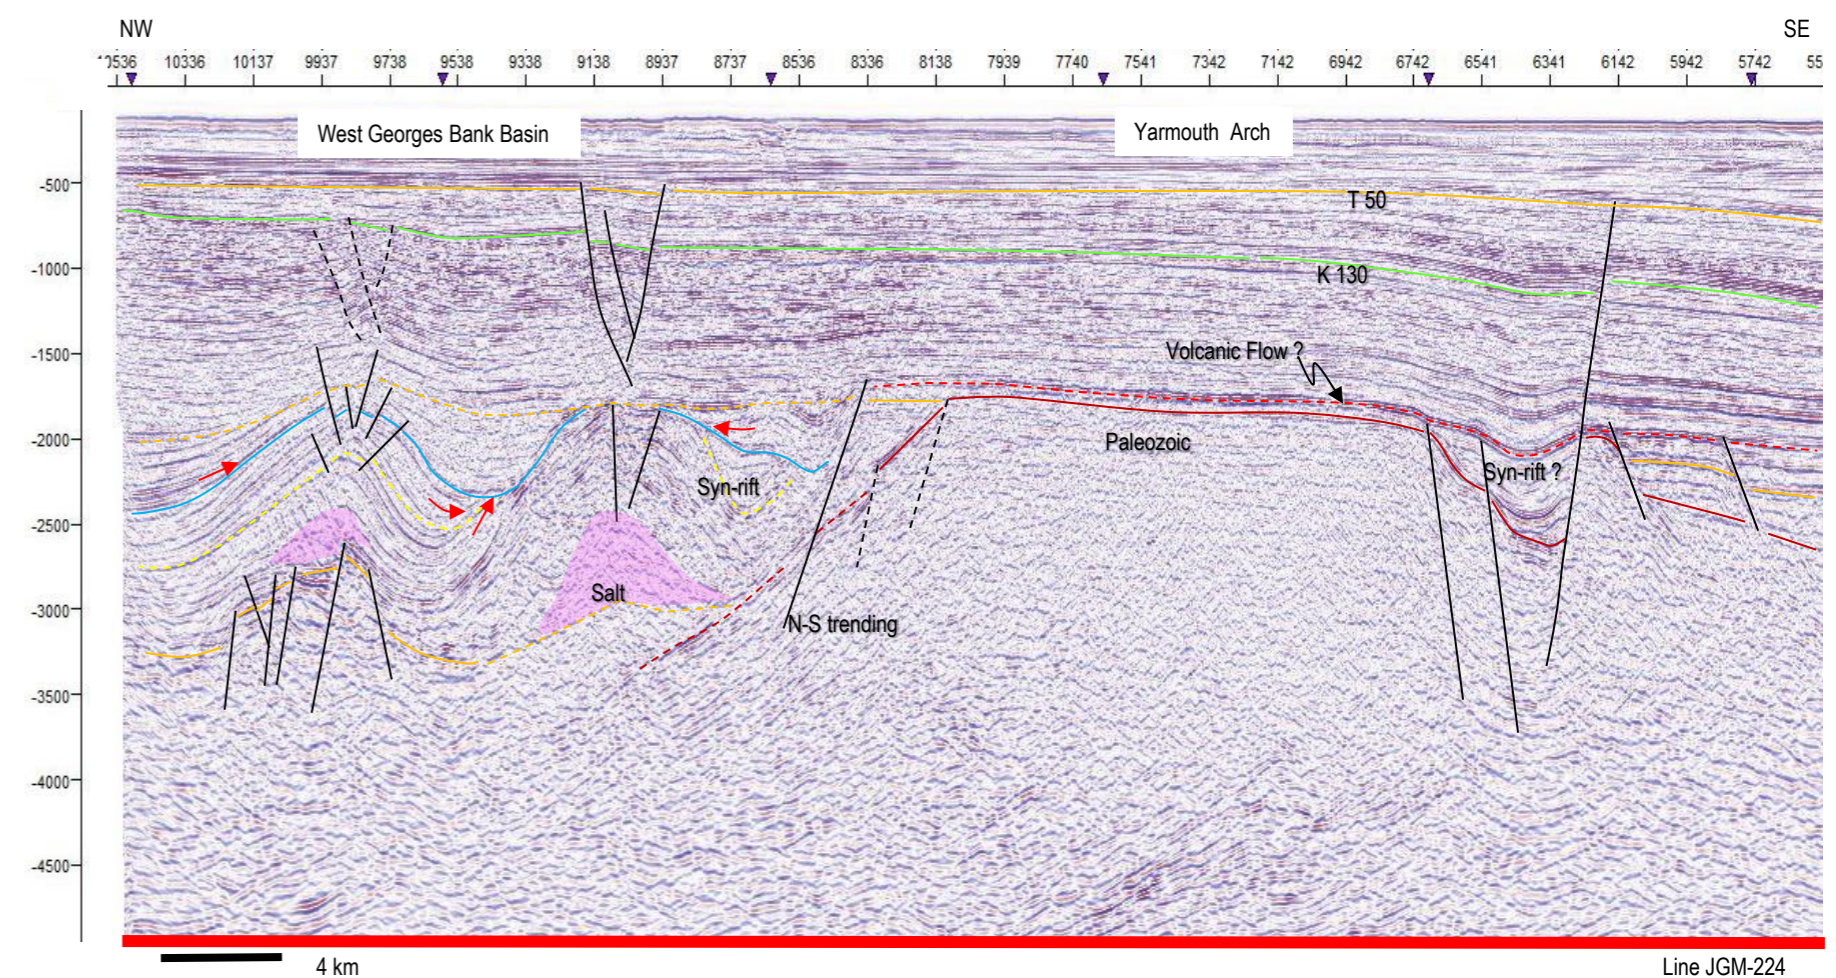 NW
SE
10536 10336 10137 9937 9738 9538 9338 9138 8937 8737 8536 8336 8138 7939 7740 7541 7342 7142 6942 6742 6541 6341 6142 5942 5742 55
West Georges Bank Basin
Yarmouth Arch
-500
T 50
-1000
K 130
-1500
Volcanic Flow ?
-2000
Paleozoic
Syn-rift
Syn-rift ?
-2500
Salt
-3000
N-S trending
-3500
-4000
-4500
4 km
Line JGM-224